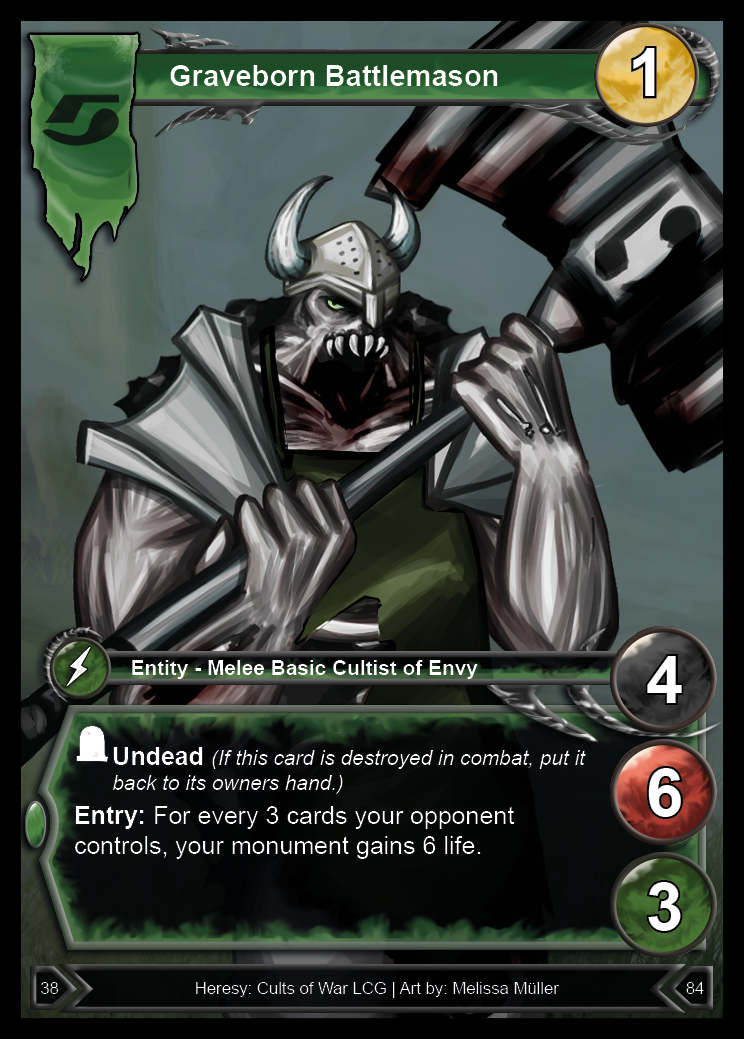 Graveborn Battlemason
1
Entity - Melee Basic Cultist of Envy
4
Undead (If this card is destroyed in combat, put it
back to its owners hand.)
6
Entry: For every 3 cards your opponent
controls, your monument gains 6 life.
3
38
Heresy: Cults of War LCG | Art by: Melissa Müller
84